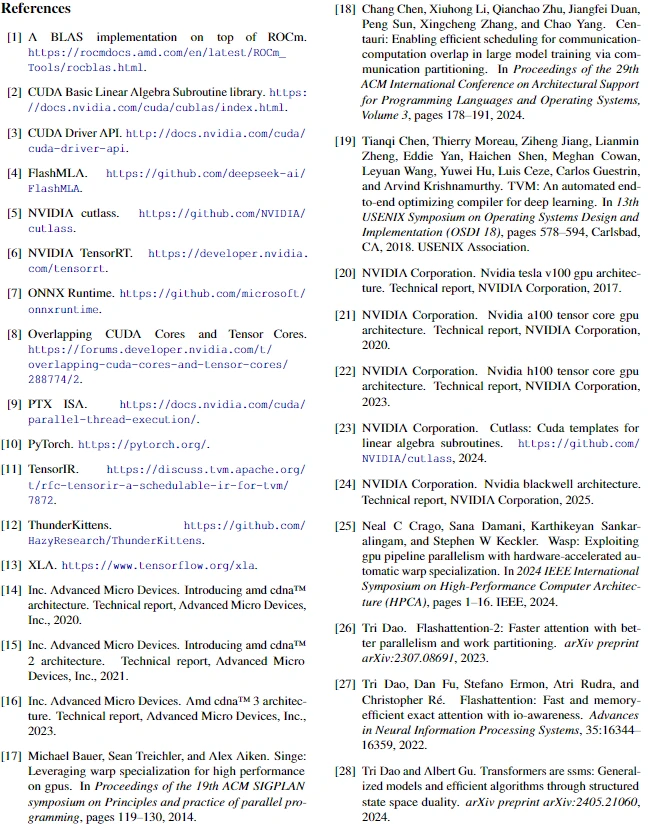 References
[1] A BLAS implementation on top of ROCm.
https://rocmdocs.amd.com/en/latest/ROCm_
Tools/rocblas.html.
[2] CUDA Basic Linear Algebra Subroutine library. https:
//docs.nvidia.com/cuda/cublas/index.html.
[3] CUDA Driver API. http://docs.nvidia.com/cuda/
cuda-driver-api.
[4] FlashMLA. https://github.com/deepseek-ai/
FlashMLA.
[5] NVIDIA cutlass. https://github.com/NVIDIA/
cutlass.
[6] NVIDIA TensorRT. https://developer.nvidia.
com/tensorrt.
[7] ONNX Runtime. https://github.com/microsoft/
onnxruntime.
[8] Overlapping CUDA Cores and Tensor Cores.
https://forums.developer.nvidia.com/t/
overlapping-cuda-cores-and-tensor-cores/
288774/2.
[9] PTX ISA. https://docs.nvidia.com/cuda/
parallel-thread-execution/.
[10] PyTorch. https://pytorch.org/.
[11] TensorIR. https://discuss.tvm.apache.org/
t/rfc-tensorir-a-schedulable-ir-for-tvm/
7872.
[12] ThunderKittens. https://github.com/
HazyResearch/ThunderKittens.
[13] XLA. https://www.tensorflow.org/xla.
[14] Inc. Advanced Micro Devices. Introducing amd cdna™
architecture. Technical report, Advanced Micro Devices,
Inc., 2020.
[15] Inc. Advanced Micro Devices. Introducing amd cdna™
2 architecture. Technical report, Advanced Micro
Devices, Inc., 2021.
[16] Inc. Advanced Micro Devices. Amd cdna™ 3 architec-
ture. Technical report, Advanced Micro Devices, Inc.,
2023.
[17] Michael Bauer, Sean Treichler, and Alex Aiken. Singe:
Leveraging warp specialization for high performance
on gpus. In Proceedings of the 19th ACM SIGPLAN
symposium on Principles and practice of parallel pro-
gramming, pages 119–130, 2014.
[18] Chang Chen, Xiuhong Li, Qianchao Zhu, Jiangfei Duan,
Peng Sun, Xingcheng Zhang, and Chao Yang. Cen-
tauri: Enabling efficient scheduling for communication-
computation overlap in large model training via com-
munication partitioning. In Proceedings of the 29th
ACM International Conference on Architectural Support
for Programming Languages and Operating Systems,
Volume 3, pages 178–191, 2024.
[19] Tianqi Chen, Thierry Moreau, Ziheng Jiang, Lianmin
Zheng, Eddie Yan, Haichen Shen, Meghan Cowan,
Leyuan Wang, Yuwei Hu, Luis Ceze, Carlos Guestrin,
and Arvind Krishnamurthy. TVM: An automated end-
to-end optimizing compiler for deep learning. In 13th
USENIX Symposium on Operating Systems Design and
Implementation (OSDI 18), pages 578–594, Carlsbad,
CA, 2018. USENIX Association.
[20] NVIDIA Corporation. Nvidia tesla v100 gpu architec-
ture. Technical report, NVIDIA Corporation, 2017.
[21] NVIDIA Corporation. Nvidia a100 tensor core gpu
architecture. Technical report, NVIDIA Corporation,
2020.
[22] NVIDIA Corporation. Nvidia h100 tensor core gpu
architecture. Technical report, NVIDIA Corporation,
2023.
[23] NVIDIA Corporation. Cutlass: Cuda templates for
linear algebra subroutines. https://github.com/
NVIDIA/cutlass, 2024.
[24] NVIDIA Corporation. Nvidia blackwell architecture.
Technical report, NVIDIA Corporation, 2025.
[25] Neal C Crago, Sana Damani, Karthikeyan Sankar-
alingam, and Stephen W Keckler. Wasp: Exploiting
gpu pipeline parallelism with hardware-accelerated au-
tomatic warp specialization. In 2024 IEEE International
Symposium on High-Performance Computer Architec-
ture (HPCA), pages 1–16. IEEE, 2024.
[26] Tri Dao. Flashattention-2: Faster attention with bet-
ter parallelism and work partitioning. arXiv preprint
arXiv:2307.08691, 2023.
[27] Tri Dao, Dan Fu, Stefano Ermon, Atri Rudra, and
Christopher Ré. Flashattention: Fast and memory-
efficient exact attention with io-awareness. Advances
in Neural Information Processing Systems, 35:16344–
16359, 2022.
[28] Tri Dao and Albert Gu. Transformers are ssms: General-
ized models and efficient algorithms through structured
state space duality. arXiv preprint arXiv:2405.21060,
2024.